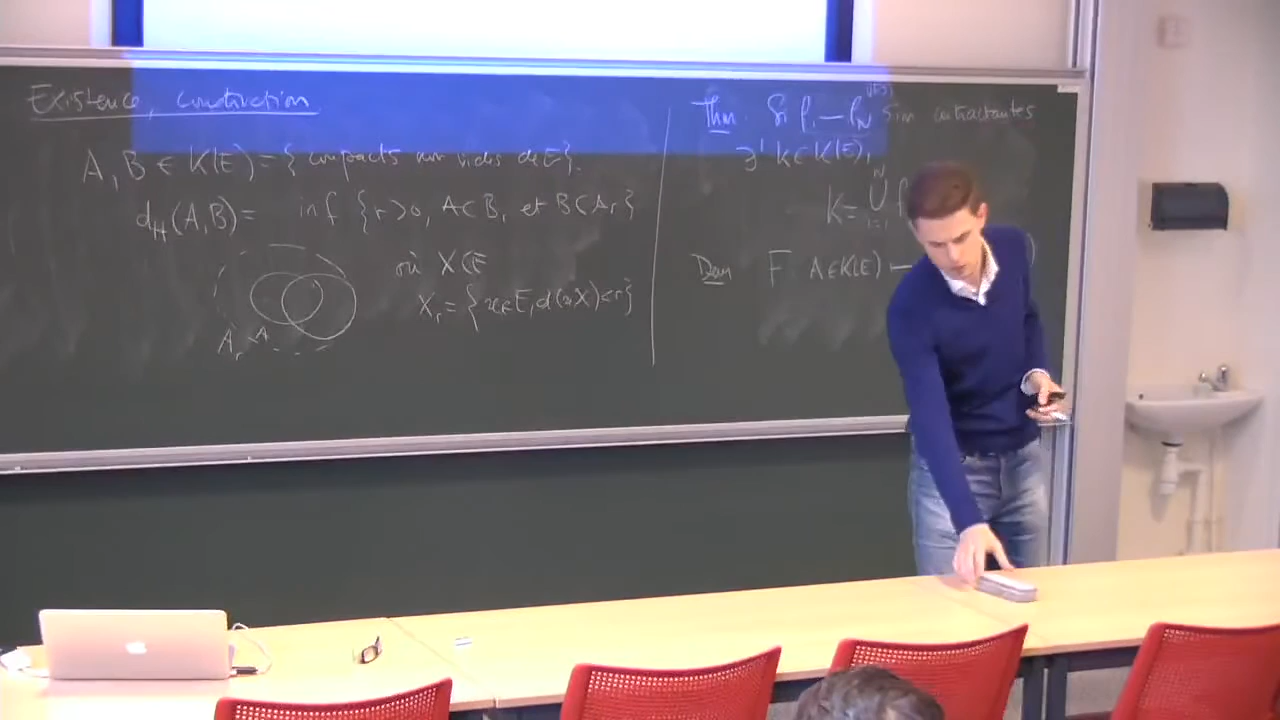 Existence, construction
A, B ∈ K(E) = { compacts non vides de E }.
d_H(A,B) = inf { r>0, A⊂B_r et B⊂A_r }
où X⊂E
X_r = { x∈E, d(x,X)<r }
A_r A
Thm. Si f_1 — f_N sim contractantes
∃! K∈K(E),
K = ⋃_{i=1}^N f
Dem F A∈K(E) ↦